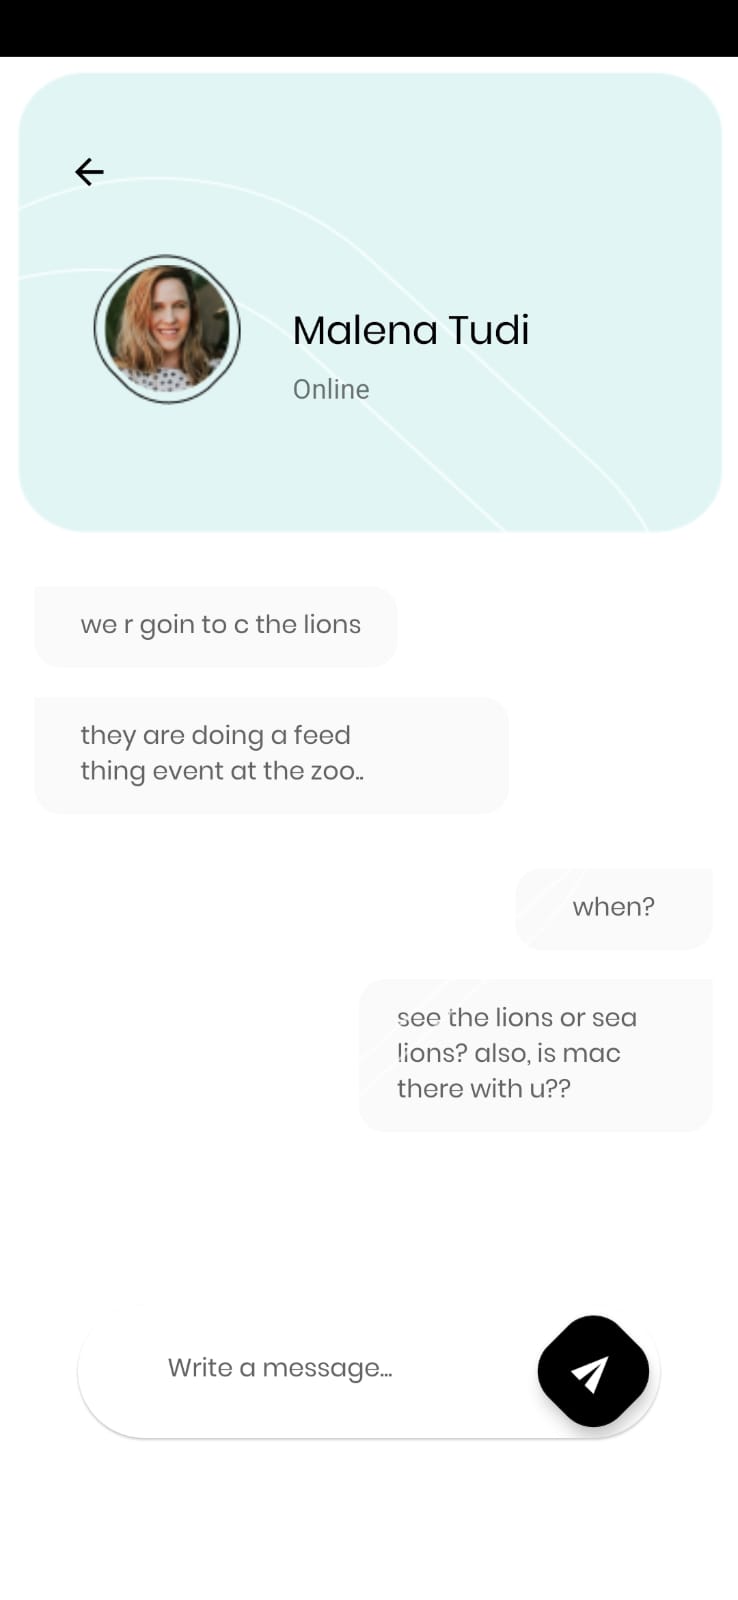 Malena Tudi
Online
we r goin to c the lions
they are doing a feed
thing event at the zoo..
when?
see the lions or sea
lions? also, is mac
there with u??
Write a message...